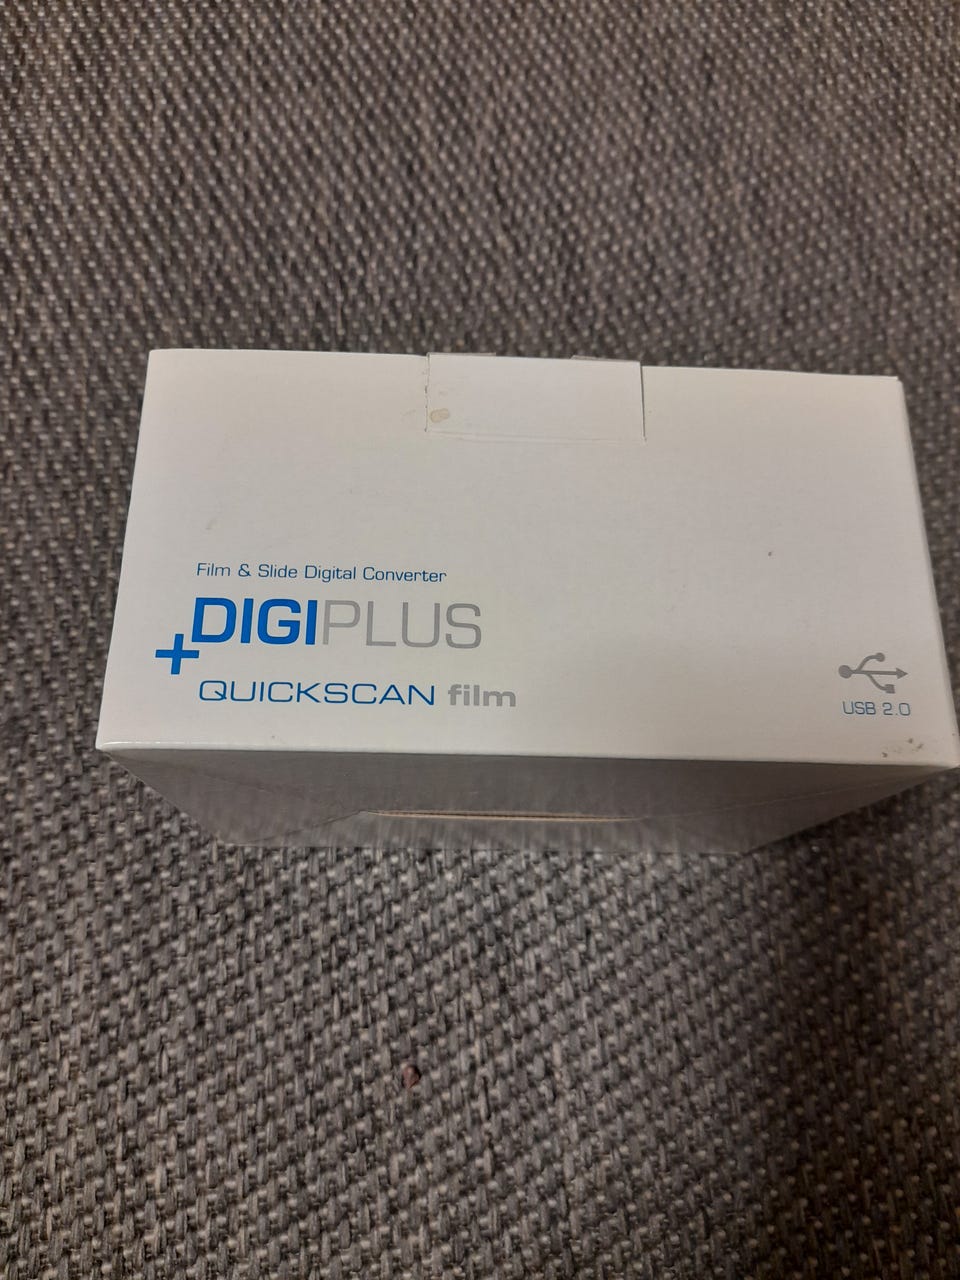 Film & Slide Digital Converter
+DIGIPLUS
QUICKSCAN film
USB 2.0